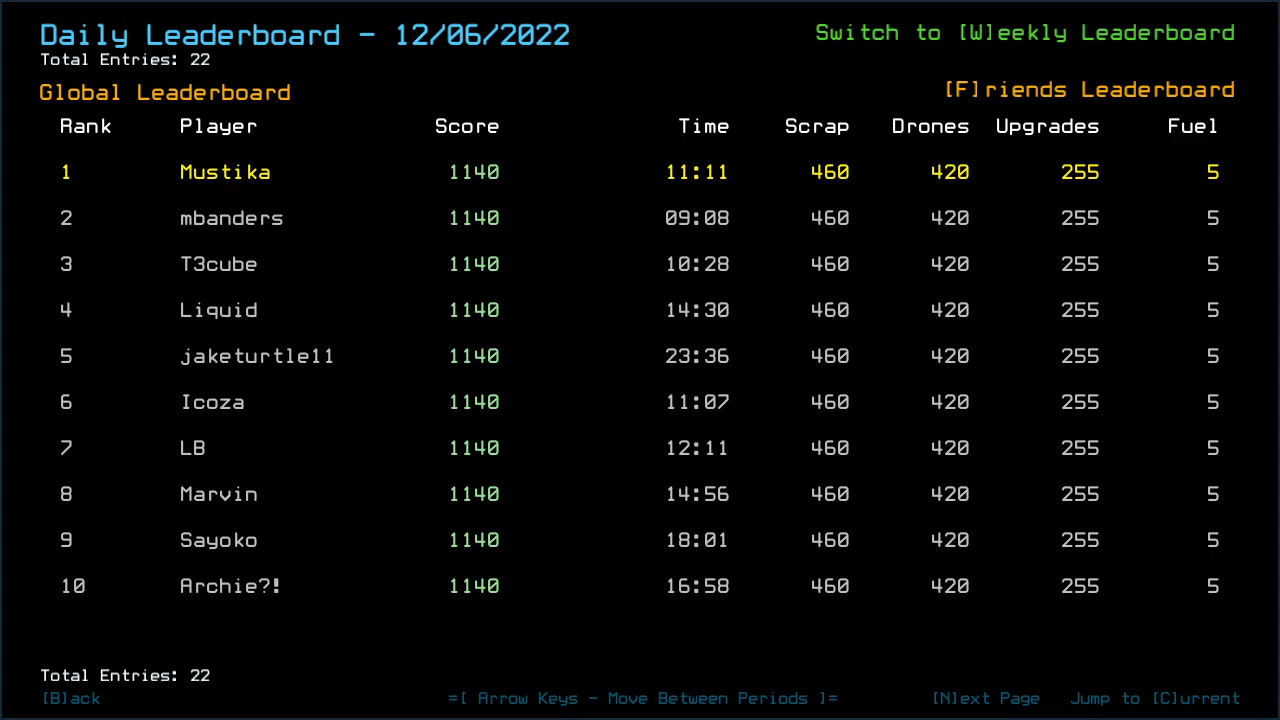 Daily Leaderboard - 12/06/2022 Switch to [W]eekly Leaderboard
Total Entries: 22
Global Leaderboard [F]riends Leaderboard
Rank Player Score Time Scrap Drones Upgrades Fuel
1 Mustika 1140 11:11 460 420 255 5
2 mbanders 1140 09:08 460 420 255 5
3 T3cube 1140 10:28 460 420 255 5
4 Liquid 1140 14:30 460 420 255 5
5 jaketurtle11 1140 23:36 460 420 255 5
6 Icoza 1140 11:07 460 420 255 5
7 LB 1140 12:11 460 420 255 5
8 Marvin 1140 14:56 460 420 255 5
9 Sayoko 1140 18:01 460 420 255 5
10 Archie?! 1140 16:58 460 420 255 5
Total Entries: 22
[B]ack =[ Arrow Keys - Move Between Periods ]= [N]ext Page Jump to [C]urrent